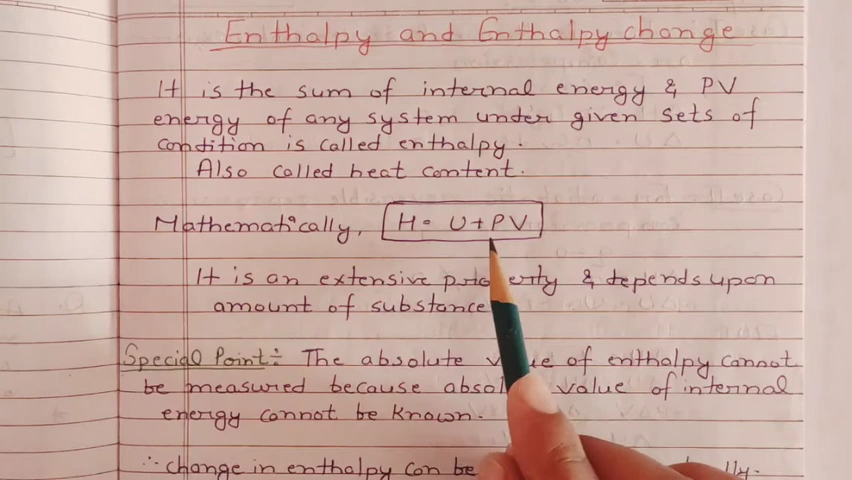 Enthalpy and Enthalpy change
It is the sum of internal energy & PV
energy of any system under given sets of
condition is called enthalpy.
Also called heat content.
Mathematically, H = U + PV
It is an extensive property & depends upon
amount of substance
Special Point:- The absolute value of enthalpy cannot
be measured because absolute value of internal
energy cannot be known.
∴ change in enthalpy can be